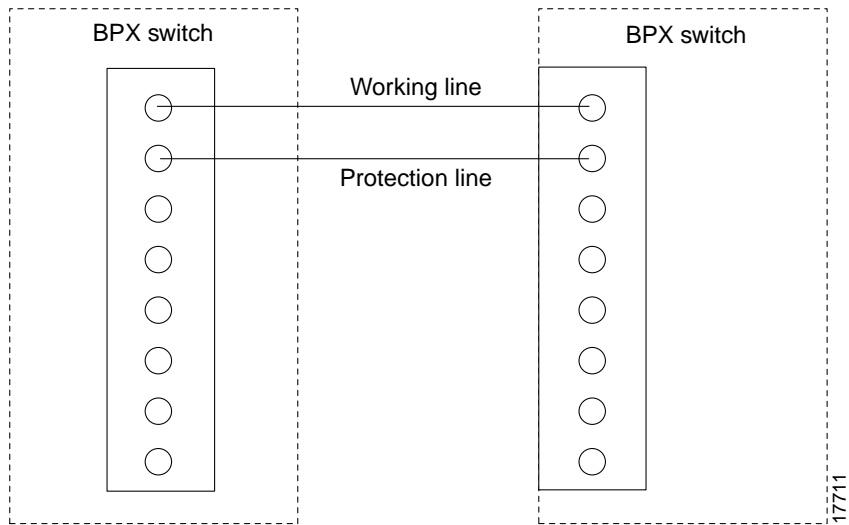 BPX switch
BPX switch
Working line
Protection line
17711